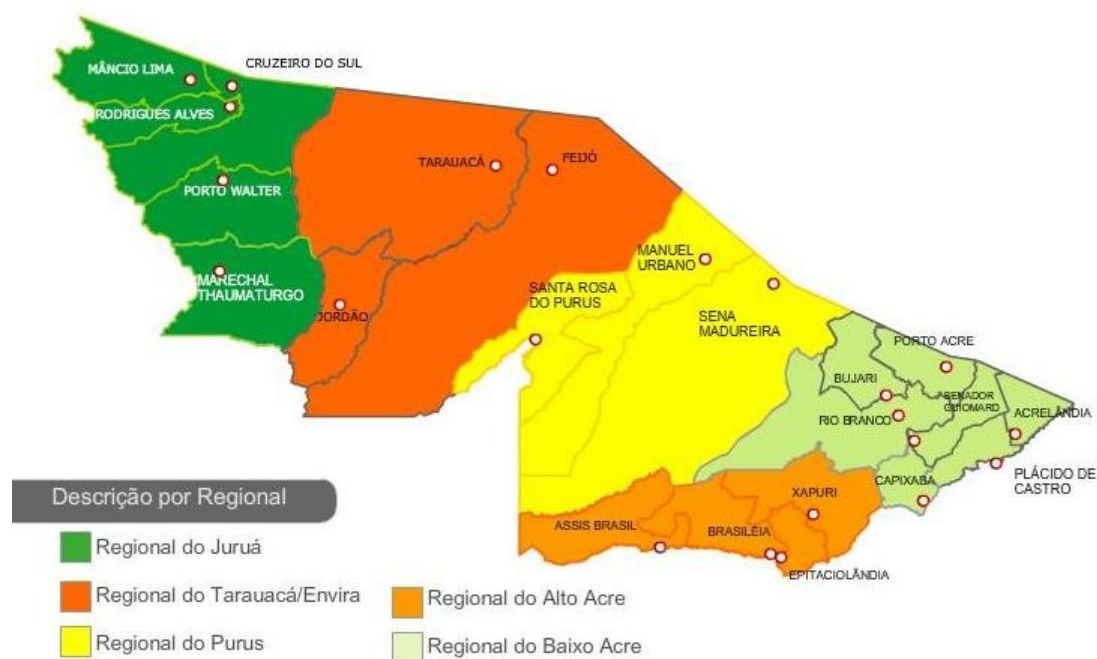 CRUZEIRO DO SUL
MÂNCIO LIMA
RODRIGUES ALVES
TARAUACÁ
FEIJÓ
PORTO WALTER
MARECHAL
THAUMATURGO
JORDÃO
MANUEL
URBANO
SANTA ROSA
DO PURUS
SENA
MADUREIRA
PORTO ACRE
BUJARI
SENADOR
GUIOMARD
RIO BRANCO
ACRELÂNDIA
PLÁCIDO DE
CASTRO
CAPIXABA
XAPURI
ASSIS BRASIL
BRASILÉIA
EPITACIOLÂNDIA
Descrição por Regional
Regional do Juruá
Regional do Tarauacá/Envira
Regional do Purus
Regional do Alto Acre
Regional do Baixo Acre